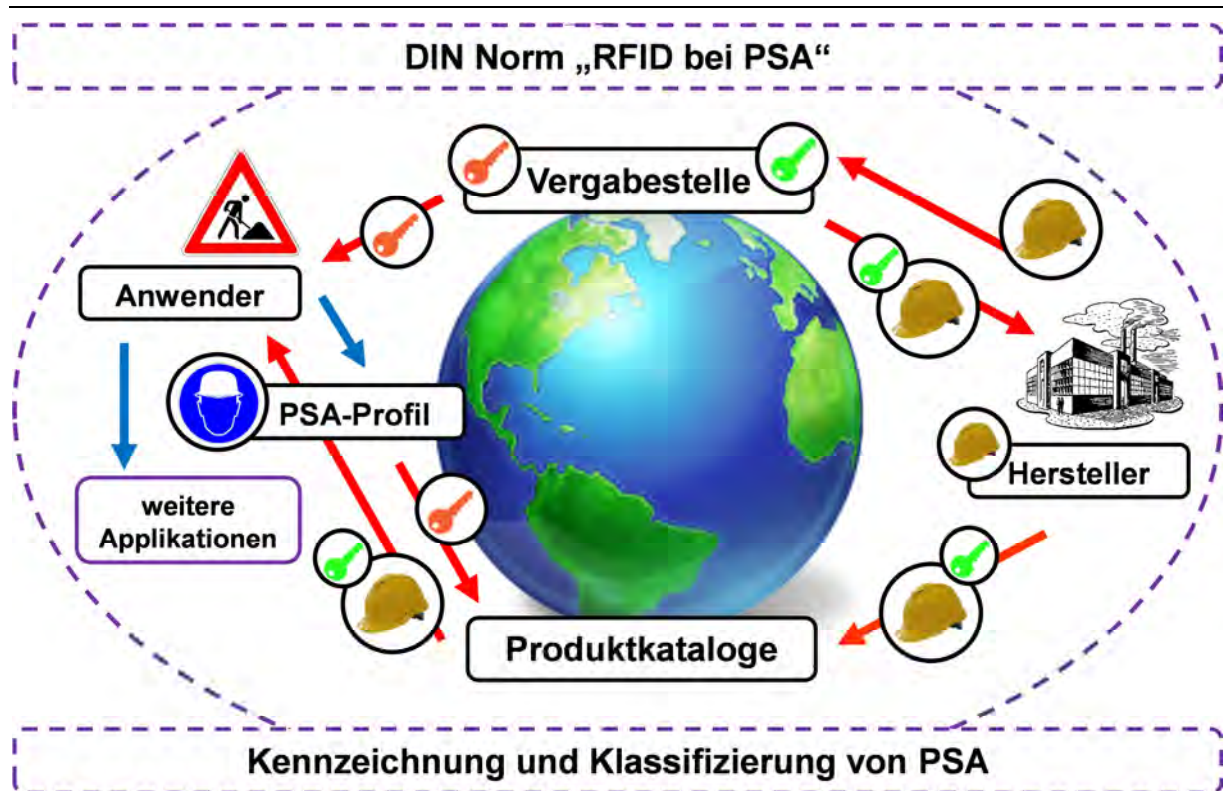 DIN Norm „RFID bei PSA“
Vergabestelle
Anwender
PSA-Profil
weitere
Applikationen
Hersteller
Produktkataloge
Kennzeichnung und Klassifizierung von PSA